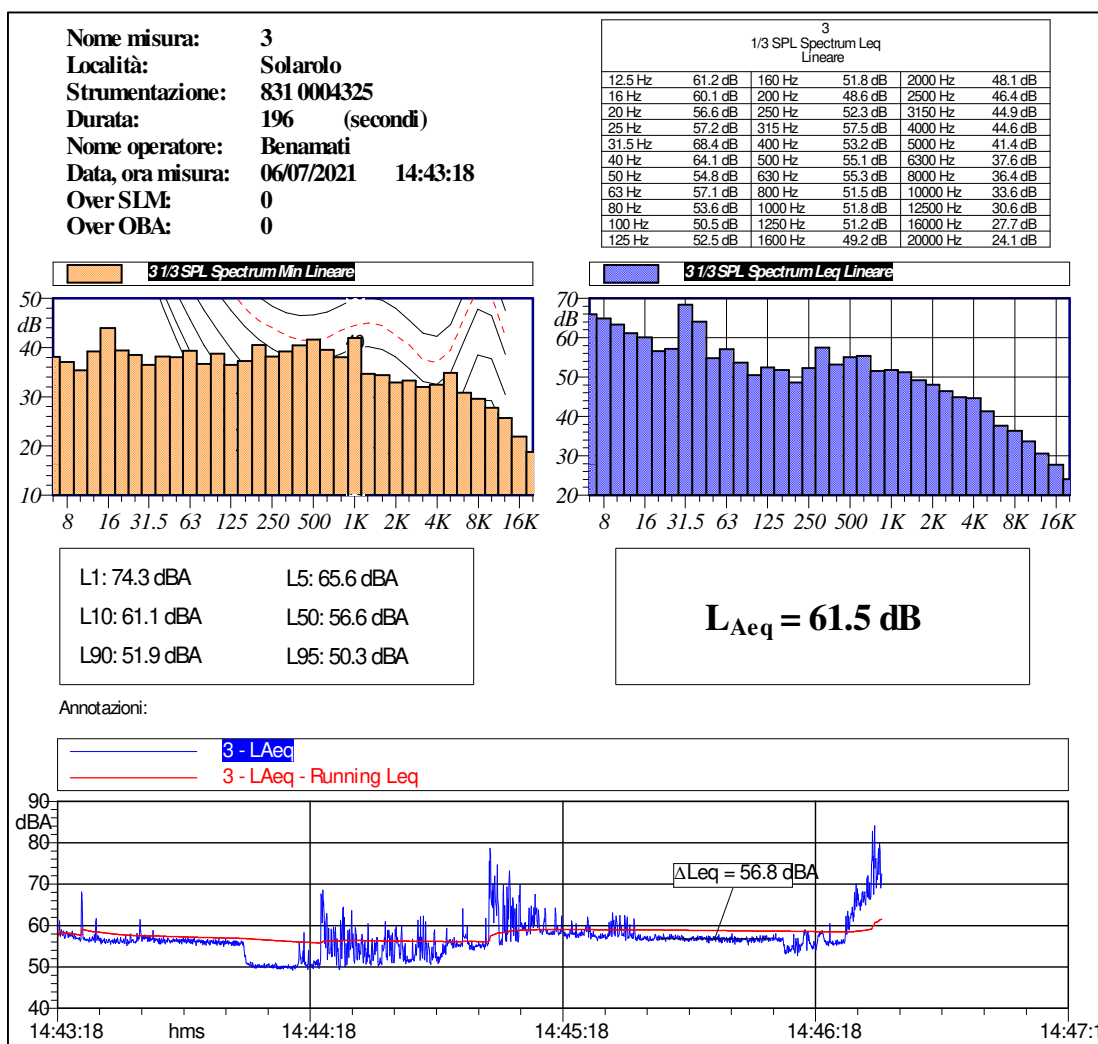 Nome misura: 3
Località: Solarolo
Strumentazione: 831 0004325
Durata: 196 (secondi)
Nome operatore: Benamati
Data, ora misura: 06/07/2021 14:43:18
Over SLM: 0
Over OBA: 0
3
1/3 SPL Spectrum Leq
Lineare
12.5 Hz 61.2 dB 160 Hz 51.8 dB 2000 Hz 48.1 dB
16 Hz 60.1 dB 200 Hz 48.6 dB 2500 Hz 46.4 dB
20 Hz 56.6 dB 250 Hz 52.3 dB 3150 Hz 44.9 dB
25 Hz 57.2 dB 315 Hz 57.5 dB 4000 Hz 44.6 dB
31.5 Hz 68.4 dB 400 Hz 53.2 dB 5000 Hz 41.4 dB
40 Hz 64.1 dB 500 Hz 55.1 dB 6300 Hz 37.6 dB
50 Hz 54.8 dB 630 Hz 55.3 dB 8000 Hz 36.4 dB
63 Hz 57.1 dB 800 Hz 51.5 dB 10000 Hz 33.6 dB
80 Hz 53.6 dB 1000 Hz 51.8 dB 12500 Hz 30.6 dB
100 Hz 50.5 dB 1250 Hz 51.2 dB 16000 Hz 27.7 dB
125 Hz 52.5 dB 1600 Hz 49.2 dB 20000 Hz 24.1 dB
3 1/3 SPL Spectrum Min Lineare
50
dB
40
30
20
10
8 16 31.5 63 125 250 500 1K 2K 4K 8K 16K
3 1/3 SPL Spectrum Leq Lineare
70
dB
60
50
40
30
20
8 16 31.5 63 125 250 500 1K 2K 4K 8K 16K
L1: 74.3 dBA L5: 65.6 dBA
L10: 61.1 dBA L50: 56.6 dBA
L90: 51.9 dBA L95: 50.3 dBA
LAeq = 61.5 dB
Annotazioni:
3 - LAeq
3 - LAeq - Running Leq
90
dBA
80
70
60
50
40
ΔLeq = 56.8 dBA
14:43:18 hms 14:44:18 14:45:18 14:46:18 14:47:1